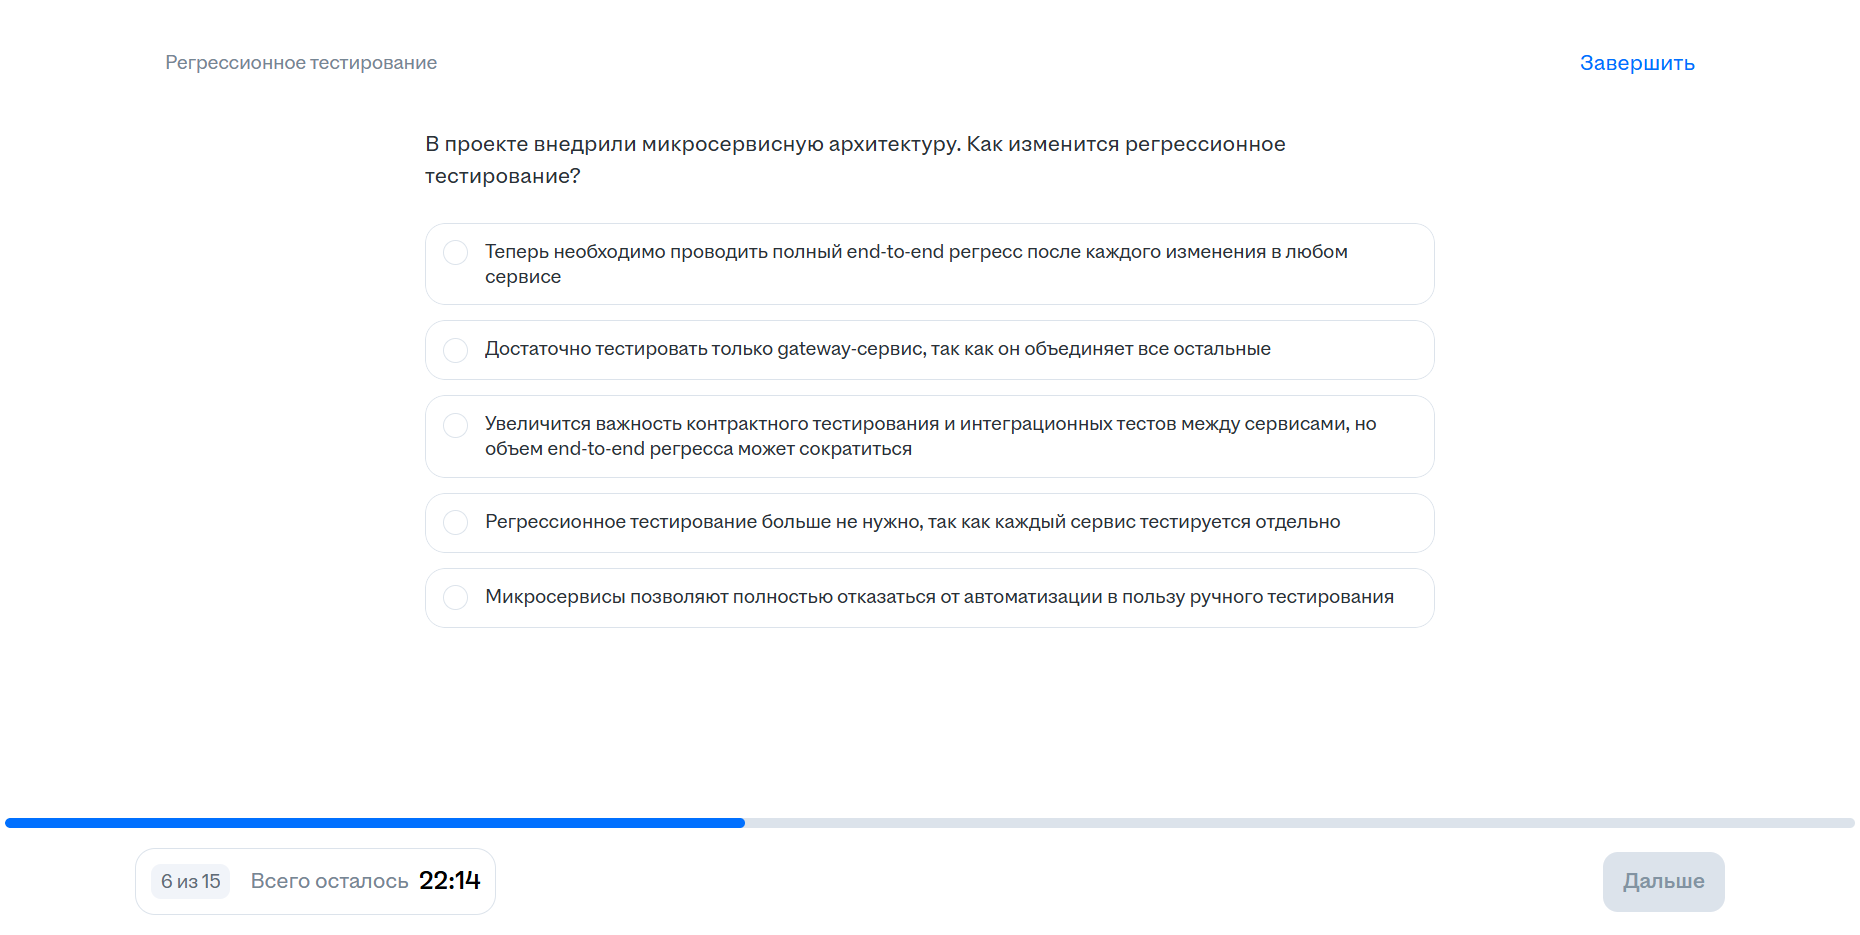 Регрессионное тестирование
Завершить
В проекте внедрили микросервисную архитектуру. Как изменится регрессионное
тестирование?
Теперь необходимо проводить полный end-to-end регресс после каждого изменения в любом
сервисе
Достаточно тестировать только gateway-сервис, так как он объединяет все остальные
Увеличится важность контрактного тестирования и интеграционных тестов между сервисами, но
объем end-to-end регресса может сократиться
Регрессионное тестирование больше не нужно, так как каждый сервис тестируется отдельно
Микросервисы позволяют полностью отказаться от автоматизации в пользу ручного тестирования
6 из 15
Всего осталось 22:14
Дальше